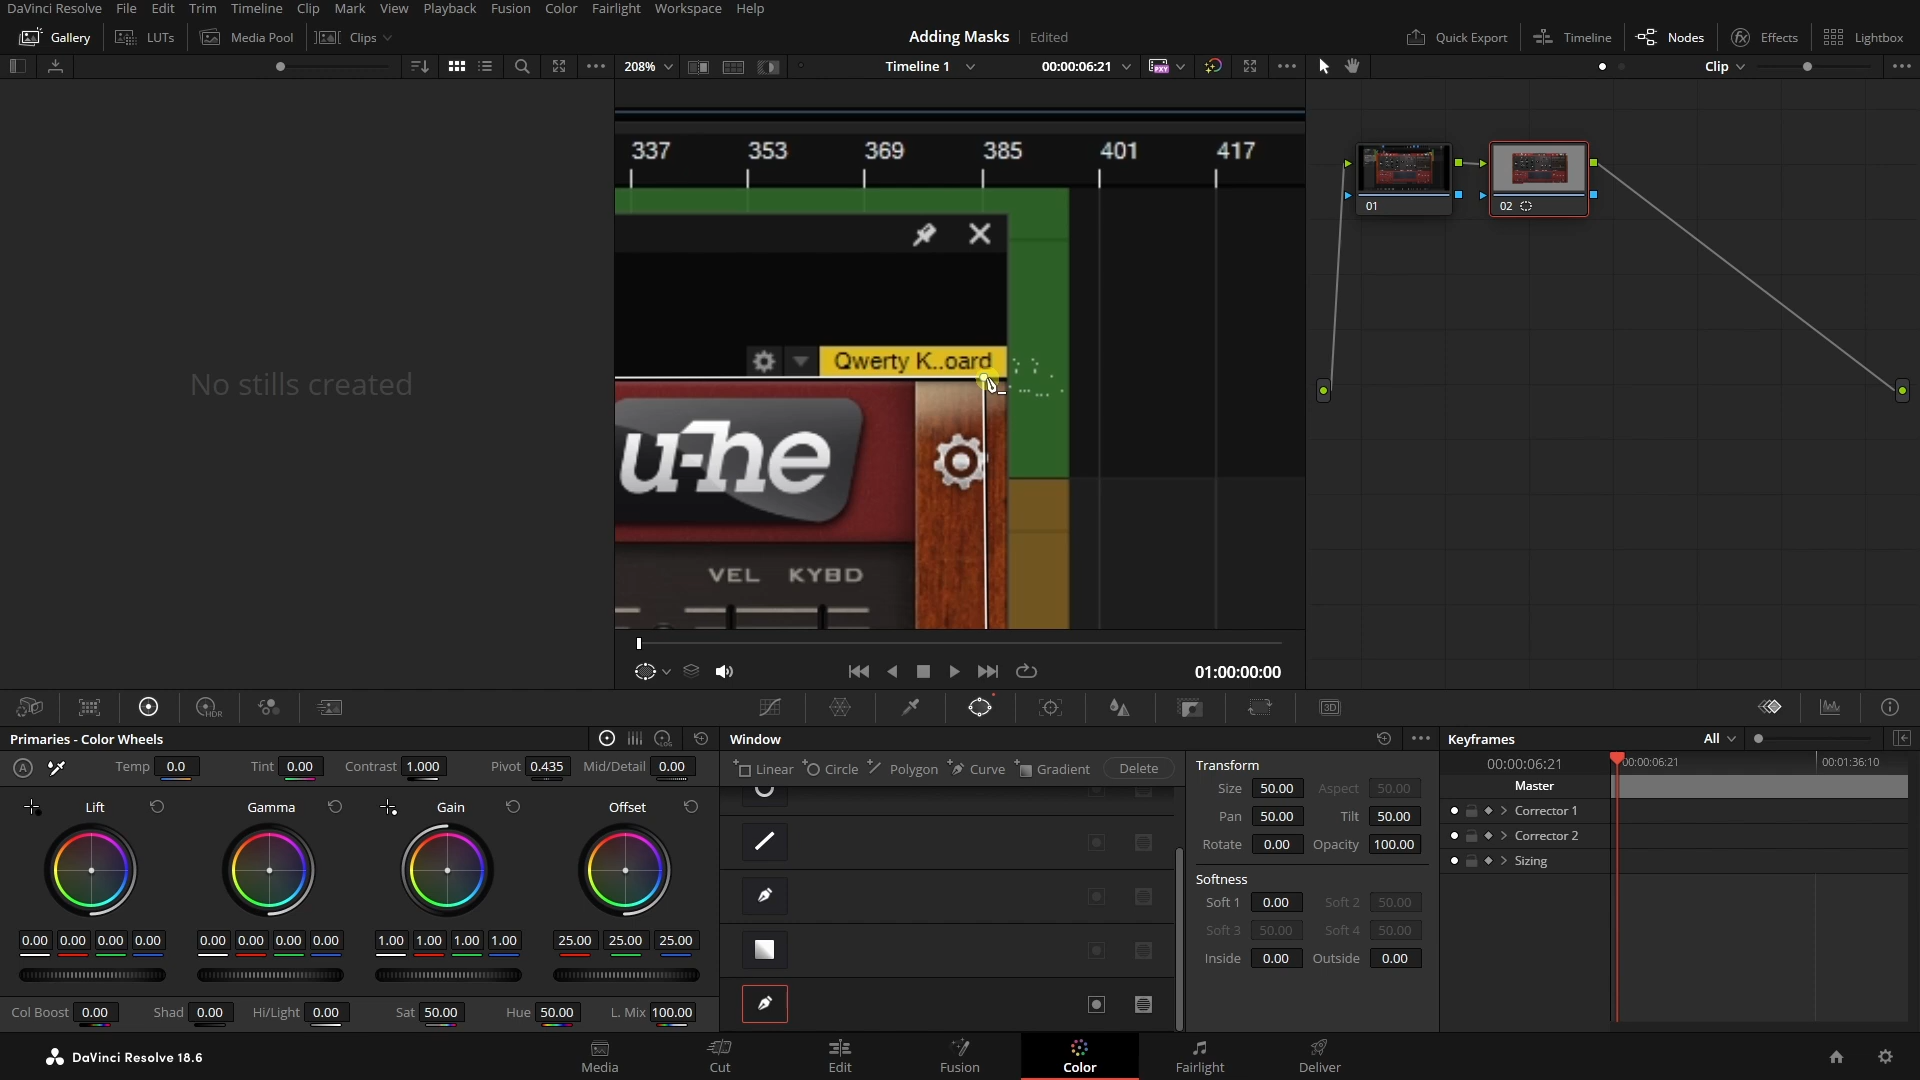 DaVinci Resolve File Edit Trim Timeline Clip Mark View Playback Fusion Color Fairlight Workspace Help
Gallery LUTs Media Pool Clips Adding Masks Edited Quick Export Timeline Nodes Effects Lightbox
208% Timeline 1 00:00:06:21 PXY Clip
337 353 369 385 401 417
01 02
Qwerty K..oard
No stills created
u-he
VEL KYBD
01:00:00:00
HDR 3D
Primaries - Color Wheels LOG Window Keyframes All
A Temp 0.0 Tint 0.00 Contrast 1.000 Pivot 0.435 Mid/Detail 0.00
Linear Circle Polygon Curve Gradient Delete
Transform
Size 50.00 Aspect 50.00
Pan 50.00 Tilt 50.00
Rotate 0.00 Opacity 100.00
Softness
Soft 1 0.00 Soft 2 50.00
Soft 3 50.00 Soft 4 50.00
Inside 0.00 Outside 0.00
00:00:06:21 00:00:06:21 00:01:36:10
Master
Corrector 1
Corrector 2
Sizing
Lift Gamma Gain Offset
0.00 0.00 0.00 0.00 0.00 0.00 0.00 0.00 1.00 1.00 1.00 1.00 25.00 25.00 25.00
Col Boost 0.00 Shad 0.00 Hi/Light 0.00 Sat 50.00 Hue 50.00 L. Mix 100.00
DaVinci Resolve 18.6
Media Cut Edit Fusion Color Fairlight Deliver